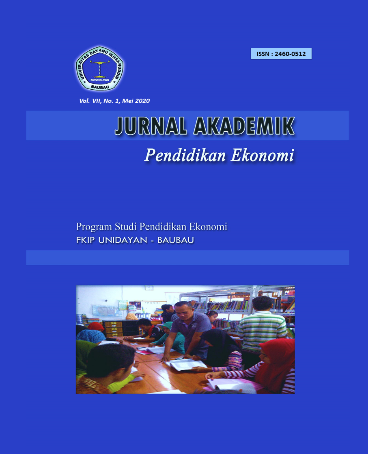 ISSN : 2460-0512
BAUBAU
Vol. VII, No. 1, Mei 2020
JURNAL AKADEMIK
Pendidikan Ekonomi
Program Studi Pendidikan Ekonomi
FKIP UNIDAYAN - BAUBAU